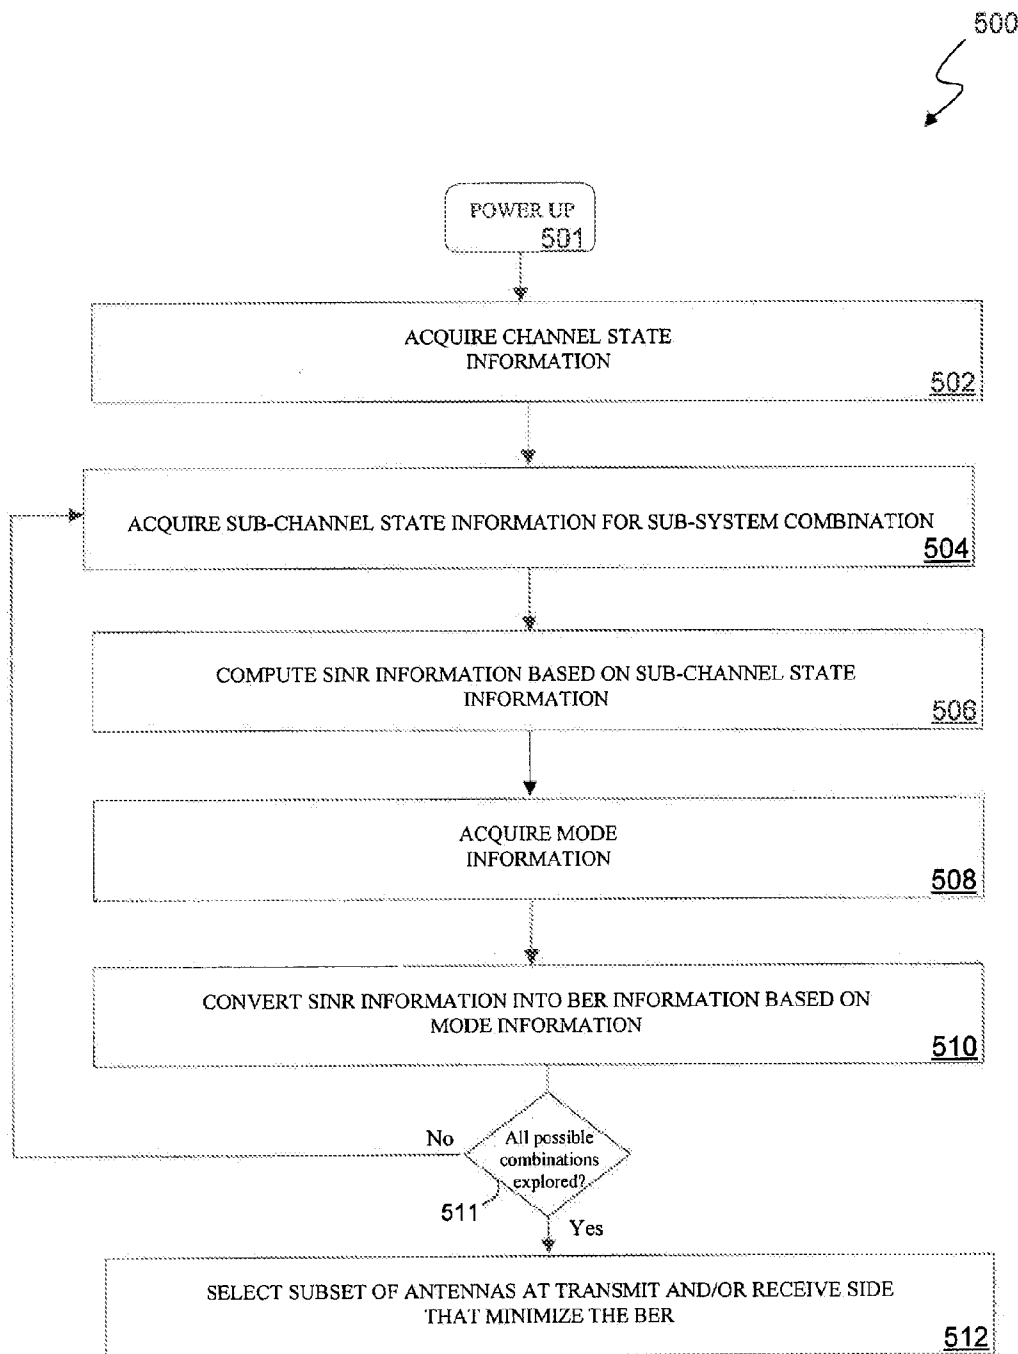 500
POWER UP
501
ACQUIRE CHANNEL STATE
INFORMATION
502
ACQUIRE SUB-CHANNEL STATE INFORMATION FOR SUB-SYSTEM COMBINATION
504
COMPUTE SINR INFORMATION BASED ON SUB-CHANNEL STATE
INFORMATION
506
ACQUIRE MODE
INFORMATION
508
CONVERT SINR INFORMATION INTO BER INFORMATION BASED ON
MODE INFORMATION
510
No
All possible
combinations
explored?
511
Yes
SELECT SUBSET OF ANTENNAS AT TRANSMIT AND/OR RECEIVE SIDE
THAT MINIMIZE THE BER
512